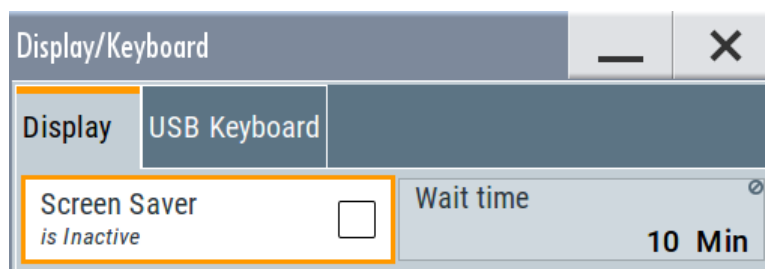 Display/Keyboard
Display USB Keyboard
Screen Saver
is Inactive
Wait time
10 Min